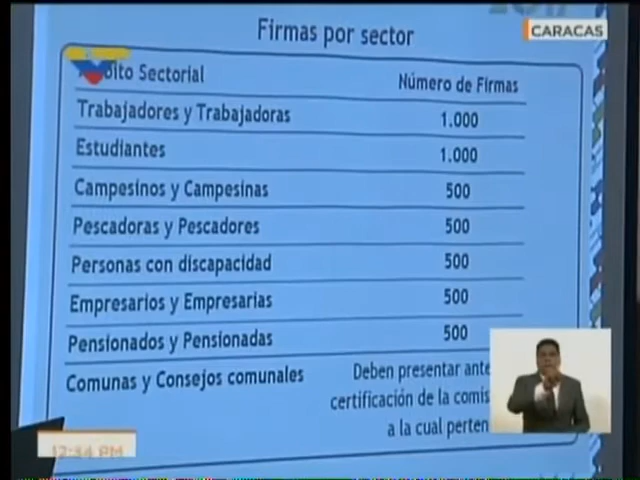 CARACAS
Firmas por sector
Sectorial Número de Firmas
Trabajadores y Trabajadoras 1.000
Estudiantes 1.000
Campesinos y Campesinas 500
Pescadoras y Pescadores 500
Personas con discapacidad 500
Empresarios y Empresarias 500
Pensionados y Pensionadas 500
Comunas y Consejos comunales Deben presentar ante
certificación de la
a la cual
12:34 PM